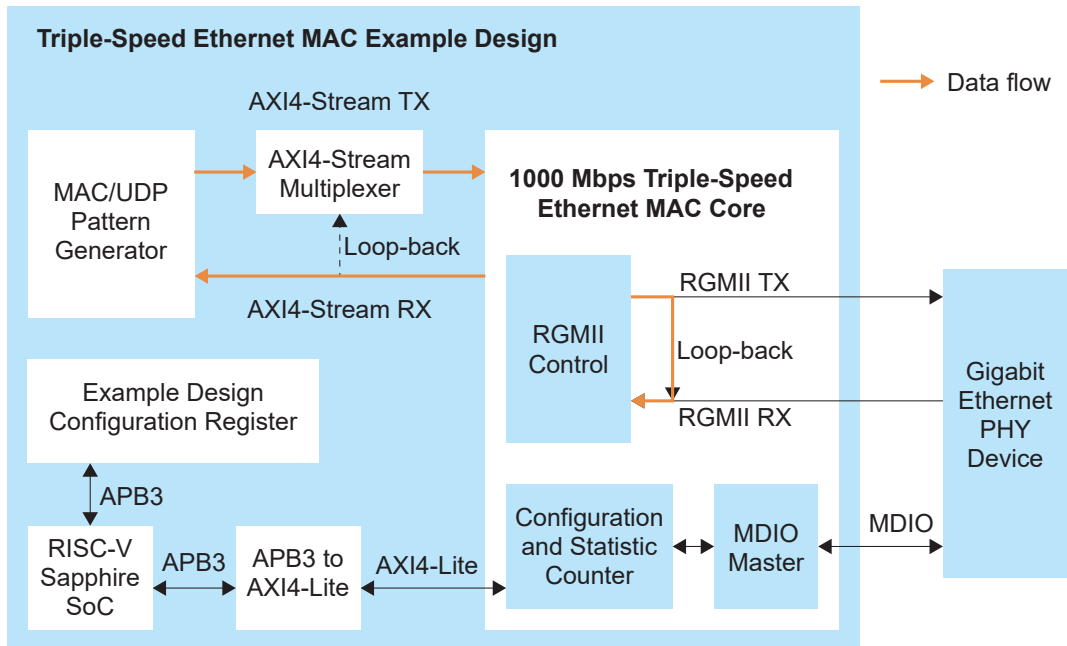 Triple-Speed Ethernet MAC Example Design
Data flow
AXI4-Stream TX
MAC/UDP
Pattern
Generator
AXI4-Stream
Multiplexer
Loop-back
AXI4-Stream RX
1000 Mbps Triple-Speed
Ethernet MAC Core
RGMII
Control
RGMII TX
Loop-back
RGMII RX
Gigabit
Ethernet
PHY
Device
Example Design
Configuration Register
APB3
RISC-V
Sapphire
SoC
APB3
APB3 to
AXI4-Lite
AXI4-Lite
Configuration
and Statistic
Counter
MDIO
Master
MDIO